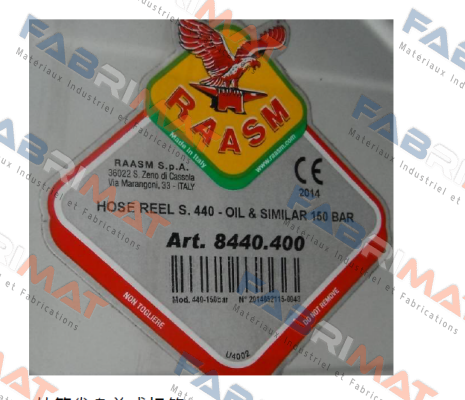 RAASM
Made in Italy
www.raasm.com
RAASM S.p.A.
36022 S. Zeno di Cassola
Via Marangoni, 33 - ITALY
CE
2014
HOSE REEL S. 440 - OIL & SIMILAR 150 BAR
Art. 8440.400
Mod. 440-150bar
N°
NON TOGLIERE
DO NOT REMOVE
U4002
FABRIMAT
Materiaux Industriel et Fabrications